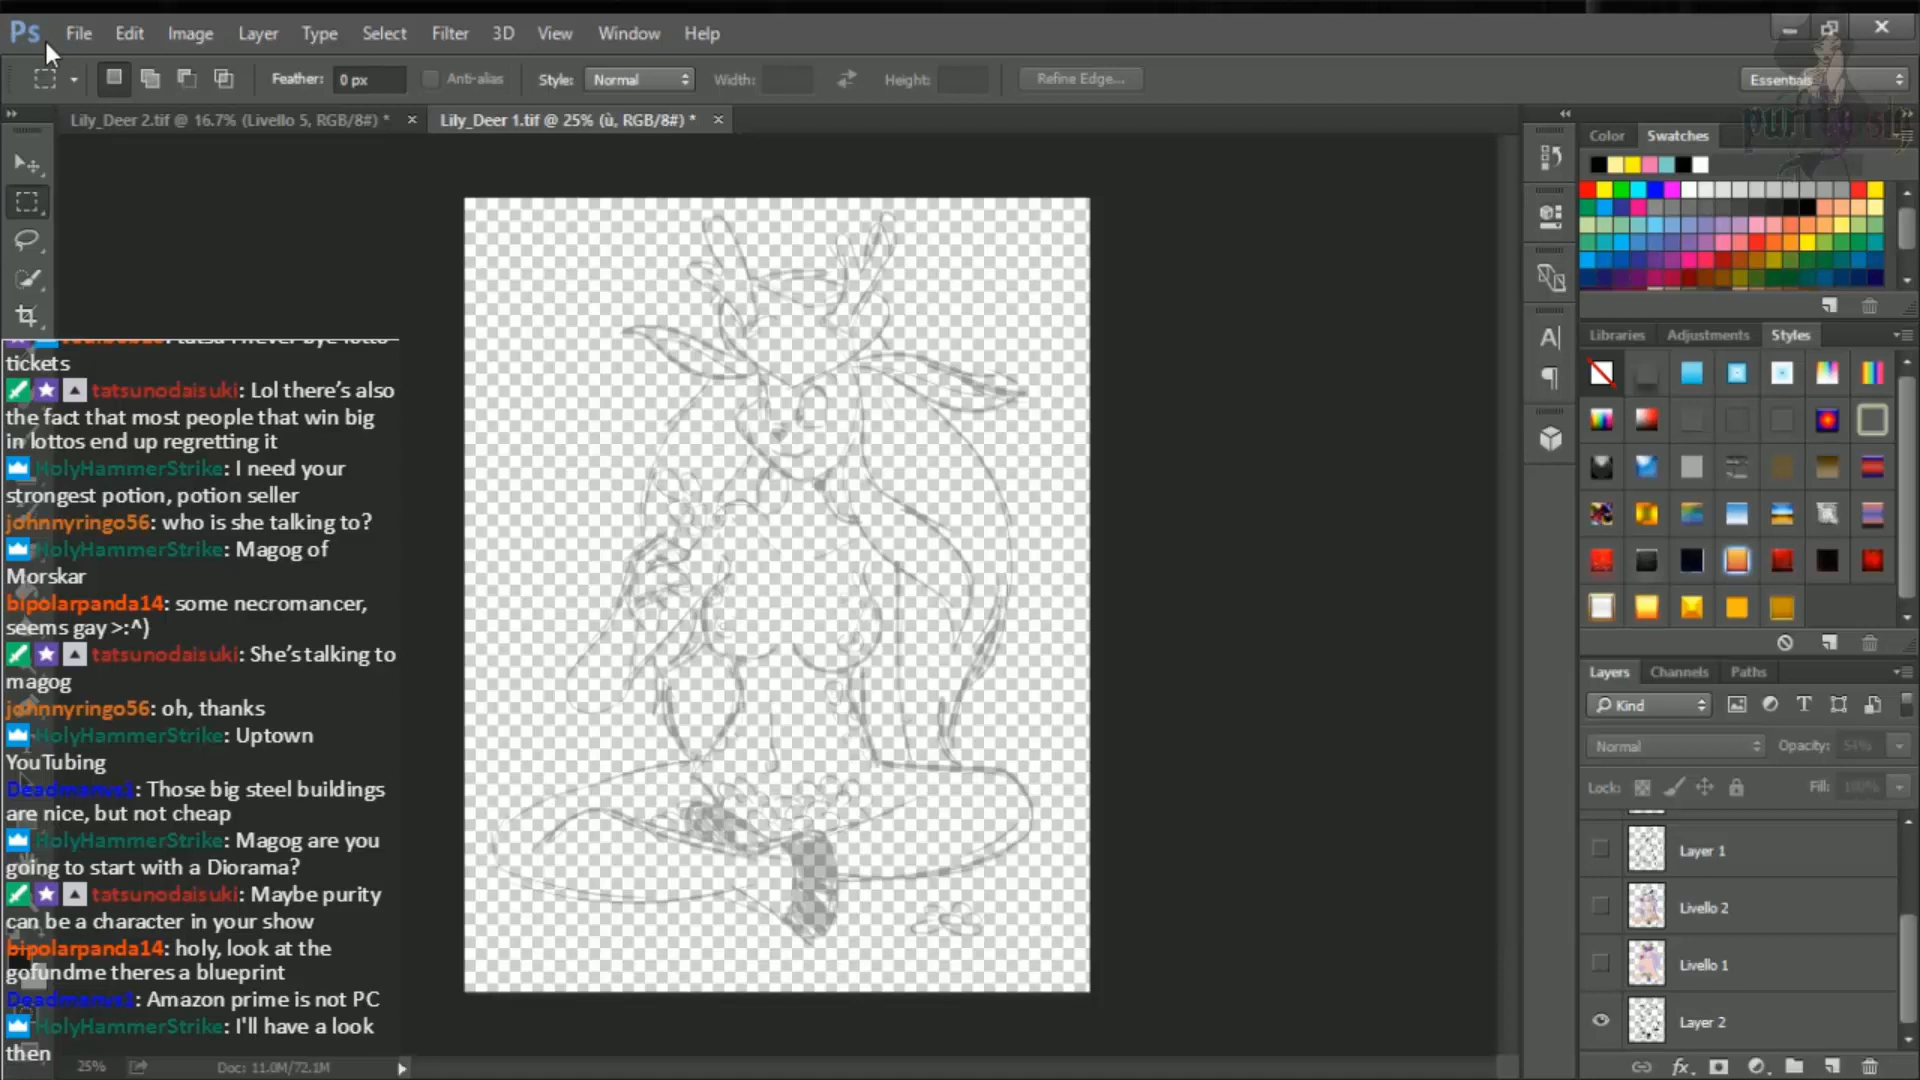 Ps File Edit Image Layer Type Select Filter 3D View Window Help
Feather: 0 px Anti-alias Style: Normal Width: Height: Refine Edge... Essentials
Lily_Deer 2.tif @ 16.7% (Livello 5, RGB/8#) * × Lily_Deer 1.tif @ 25% (ù, RGB/8#) * ×
Color Swatches
Libraries Adjustments Styles
tickets
tatsunodaisuki: Lol there's also
the fact that most people that win big
in lottos end up regretting it
HolyHammerStrike: I need your
strongest potion, potion seller
johnnyringo56: who is she talking to?
HolyHammerStrike: Magog of
Morskar
bipolarpanda14: some necromancer,
seems gay >:^)
tatsunodaisuki: She's talking to
magog
johnnyringo56: oh, thanks
HolyHammerStrike: Uptown
YouTubing
Deadmanvs1: Those big steel buildings
are nice, but not cheap
HolyHammerStrike: Magog are you
going to start with a Diorama?
tatsunodaisuki: Maybe purity
can be a character in your show
bipolarpanda14: holy, look at the
gofundme theres a blueprint
Deadmanvs1: Amazon prime is not PC
HolyHammerStrike: I'll have a look
then
Layers Channels Paths
Kind
Normal Opacity: 54%
Lock: Fill: 100%
Layer 1
Livello 2
Livello 1
Layer 2
25% Doc: 11.0M/72.1M